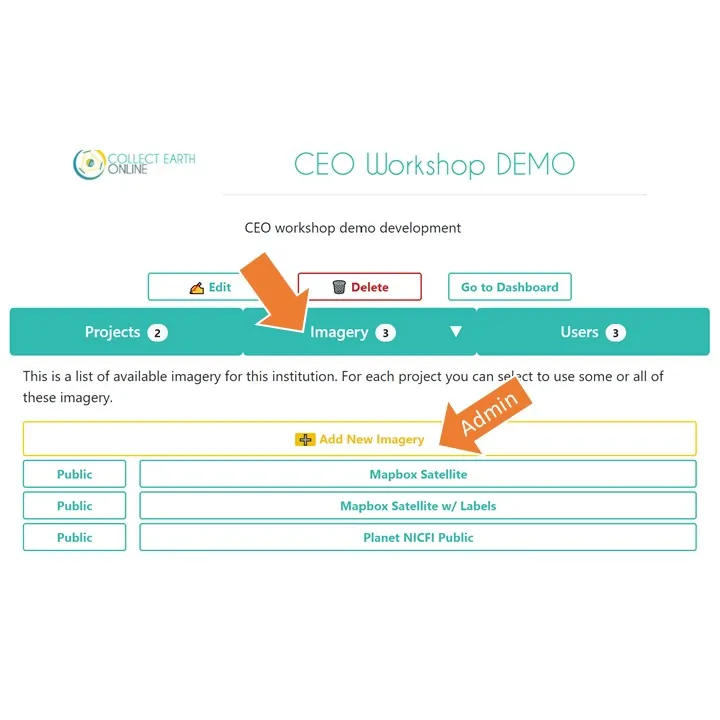 COLLECT EARTH
ONLINE
CEO Workshop DEMO
CEO workshop demo development
Edit
Delete
Go to Dashboard
Projects 2
Imagery 3
Users 3
This is a list of available imagery for this institution. For each project you can select to use some or all of
these imagery.
Admin
Add New Imagery
Public
Mapbox Satellite
Public
Mapbox Satellite w/ Labels
Public
Planet NICFI Public